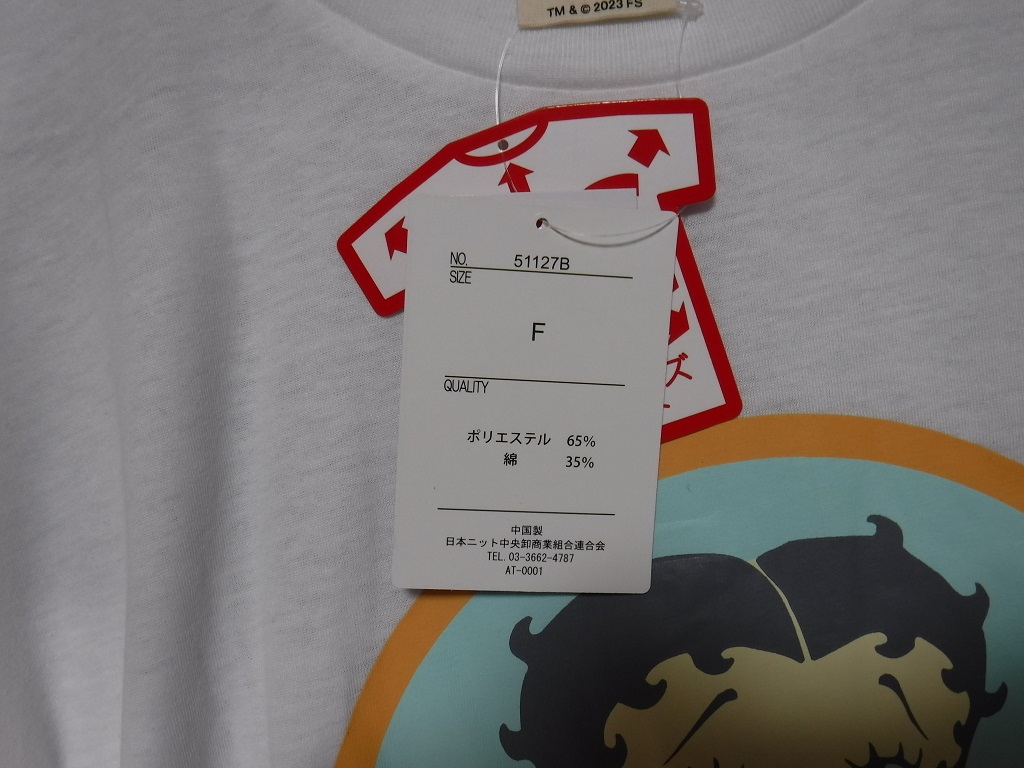 TM & © 2023 FS
NO. 51127B
SIZE
F
QUALITY
ポリエステル 65%
綿 35%
中国製
日本ニット中央卸商業組合連合会
TEL. 03-3662-4787
AT-0001
ズ